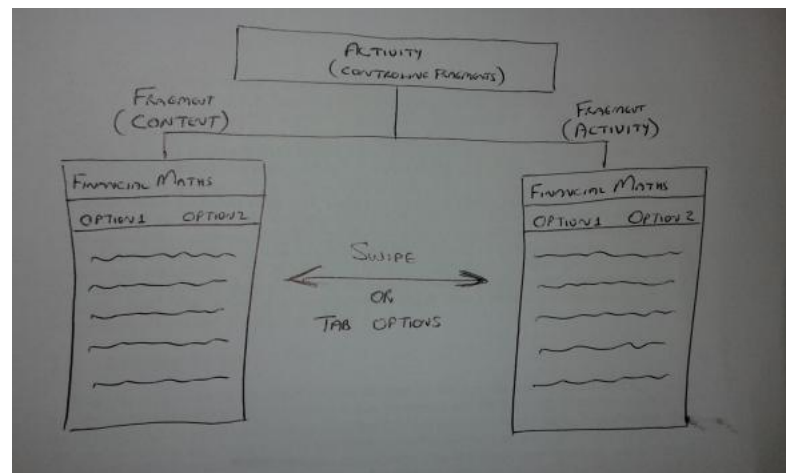 ACTIVITY
(CONTROLLING FRAGMENTS)
FRAGMENT
(CONTENT)
FRAGMENT
(ACTIVITY)
FINANCIAL MATHS
OPTION1 OPTION2
FINANCIAL MATHS
OPTION1 OPTION2
SWIPE
OR
TAB OPTIONS